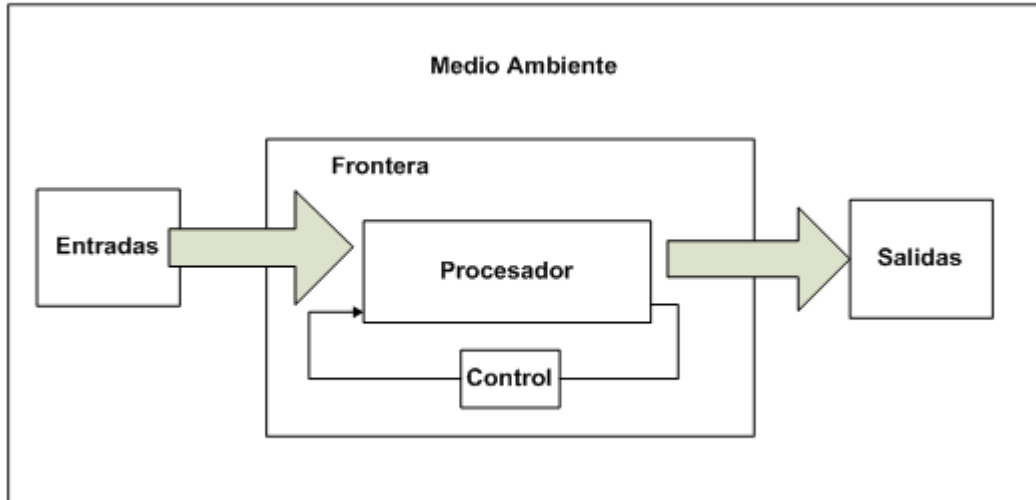 Medio Ambiente
Frontera
Entradas
Procesador
Salidas
Control